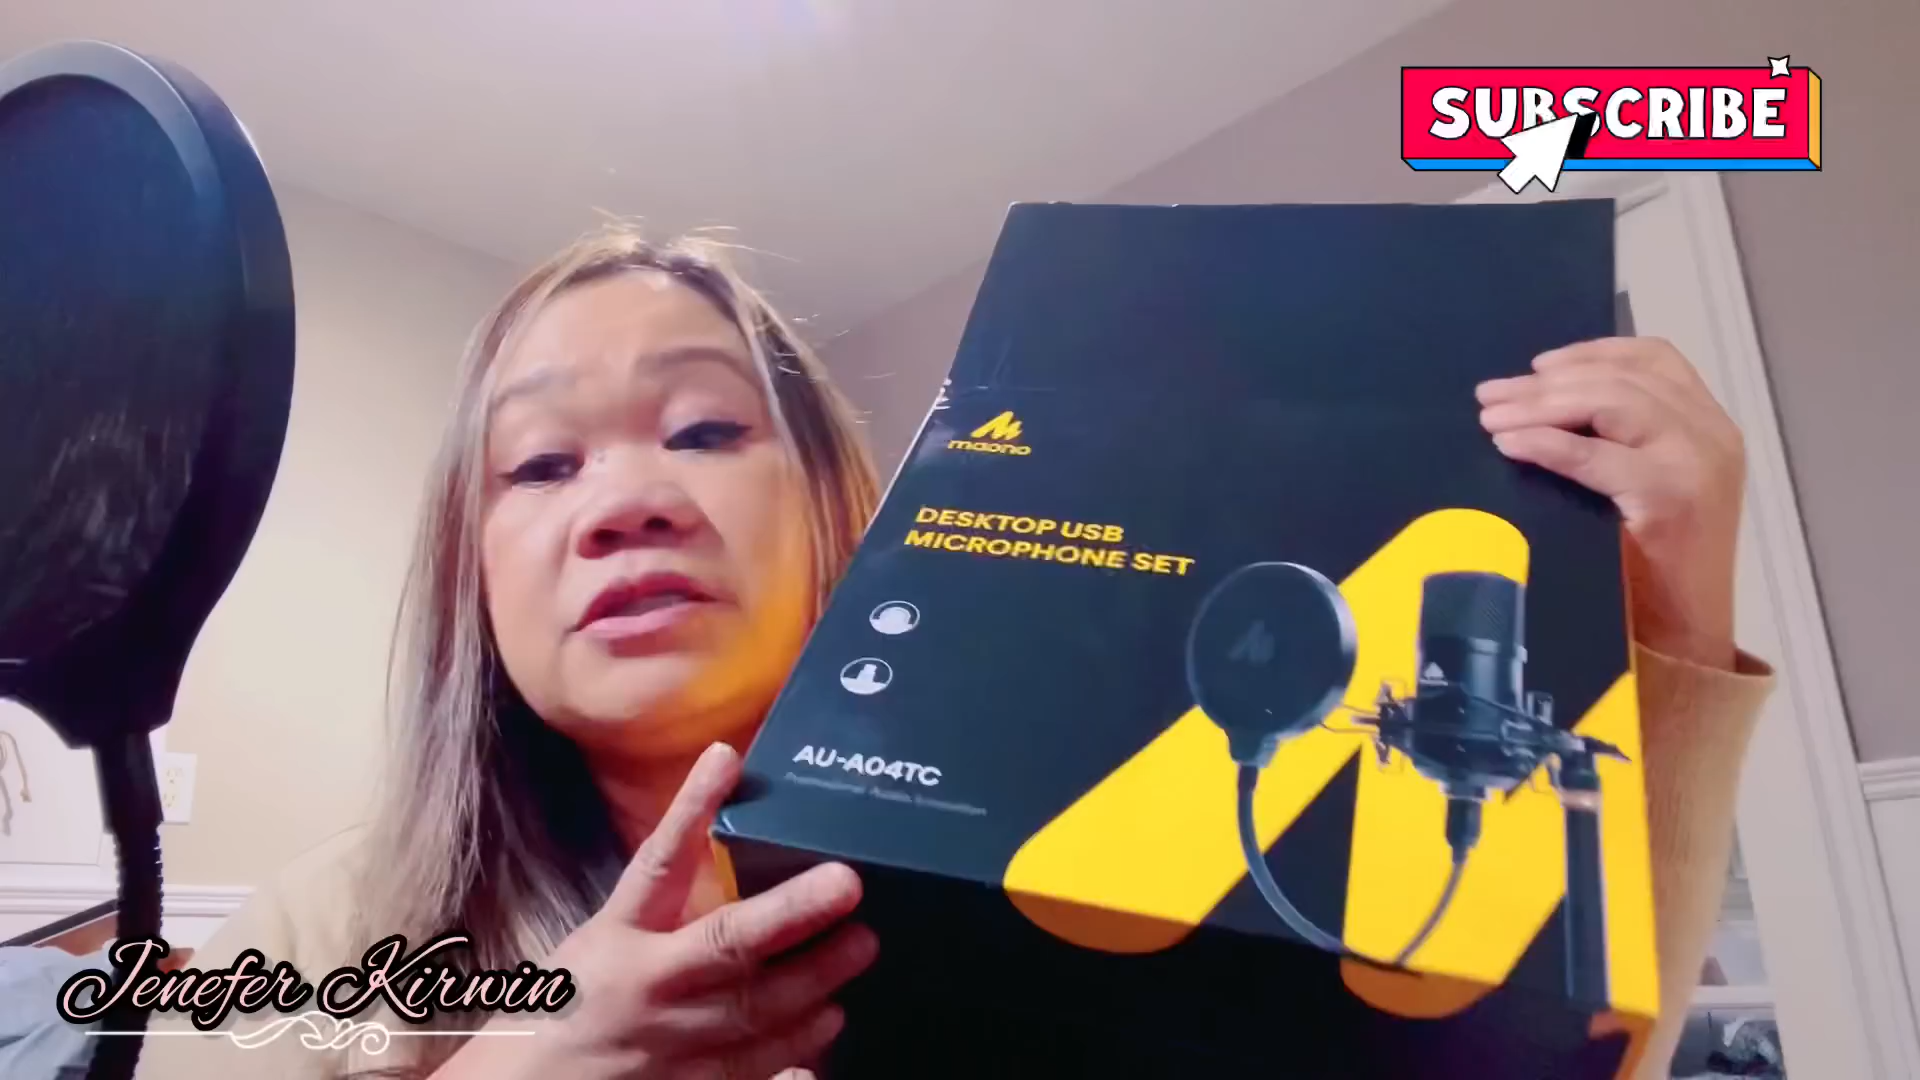 SUBSCRIBE
maono
DESKTOP USB
MICROPHONE SET
AU-A04TC
Jenefer Kirwin